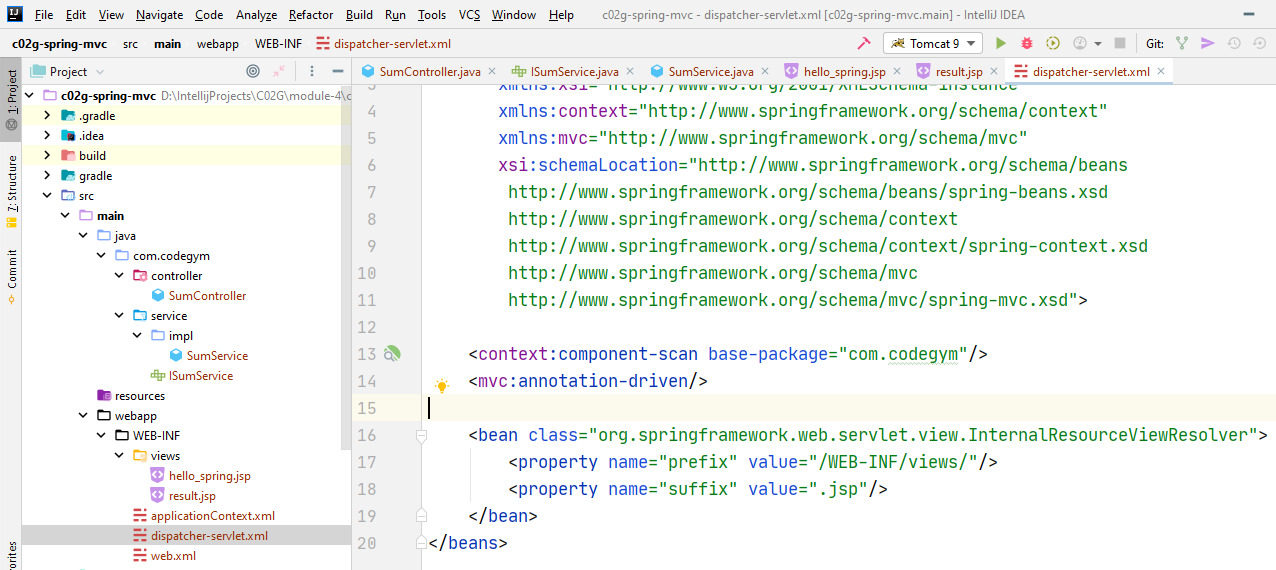 File Edit View Navigate Code Analyze Refactor Build Run Tools VCS Window Help c02g-spring-mvc - dispatcher-servlet.xml [c02g-spring-mvc.main] - IntelliJ IDEA
c02g-spring-mvc src main webapp WEB-INF dispatcher-servlet.xml Tomcat 9 Git:
Project SumController.java ISumService.java SumService.java hello_spring.jsp result.jsp dispatcher-servlet.xml
1: Project
7: Structure
Commit
c02g-spring-mvc D:\IntellijProjects\C02G\module-4\c
.gradle
.idea
build
gradle
src
main
java
com.codegym
controller
SumController
service
impl
SumService
ISumService
resources
webapp
WEB-INF
views
hello_spring.jsp
result.jsp
applicationContext.xml
dispatcher-servlet.xml
web.xml
3 xmlns:xsi="http://www.w3.org/2001/XMLSchema-instance"
4 xmlns:context="http://www.springframework.org/schema/context"
5 xmlns:mvc="http://www.springframework.org/schema/mvc"
6 xsi:schemaLocation="http://www.springframework.org/schema/beans
7 http://www.springframework.org/schema/beans/spring-beans.xsd
8 http://www.springframework.org/schema/context
9 http://www.springframework.org/schema/context/spring-context.xsd
10 http://www.springframework.org/schema/mvc
11 http://www.springframework.org/schema/mvc/spring-mvc.xsd">
12
13 <context:component-scan base-package="com.codegym"/>
14 <mvc:annotation-driven/>
15
16 <bean class="org.springframework.web.servlet.view.InternalResourceViewResolver">
17 <property name="prefix" value="/WEB-INF/views/"/>
18 <property name="suffix" value=".jsp"/>
19 </bean>
20 </beans>